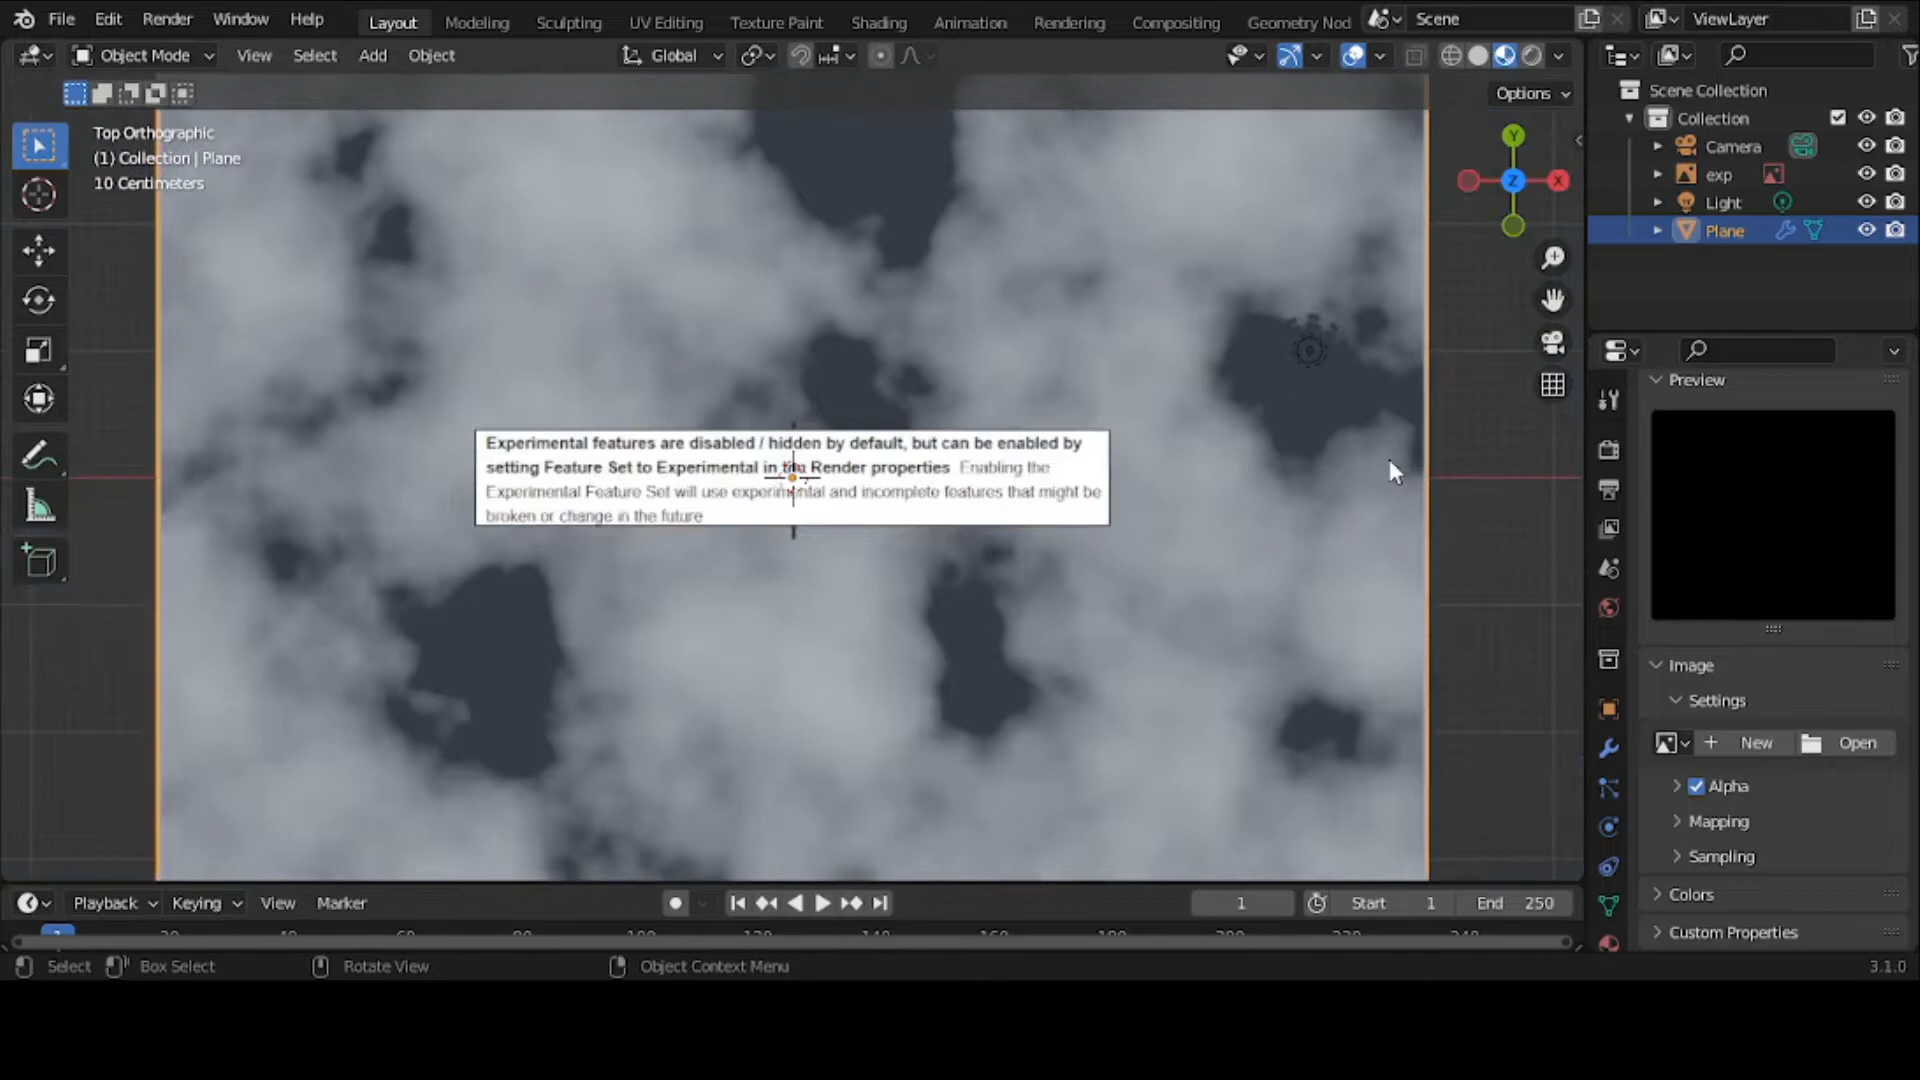 File Edit Render Window Help Layout Modeling Sculpting UV Editing Texture Paint Shading Animation Rendering Compositing Geometry Nod Scene ViewLayer
Object Mode View Select Add Object Global
Options
Top Orthographic
(1) Collection | Plane
10 Centimeters
Y
Z X
Experimental features are disabled / hidden by default, but can be enabled by
setting Feature Set to Experimental in the Render properties Enabling the
Experimental Feature Set will use experimental and incomplete features that might be
broken or change in the future
Scene Collection
Collection
Camera
exp
Light
Plane
Preview
Image
Settings
New Open
Alpha
Mapping
Sampling
Colors
Custom Properties
Playback Keying View Marker 1 Start 1 End 250
Select Box Select Rotate View Object Context Menu 3.1.0